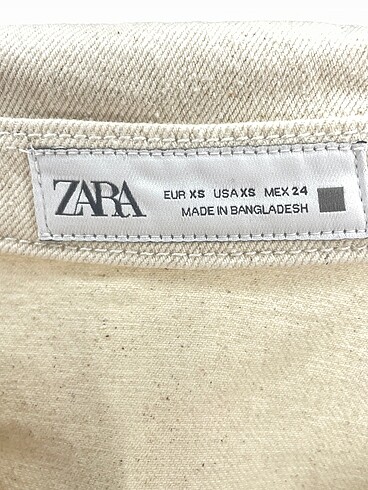 ZARA
EUR XS USA XS MEX 24
MADE IN BANGLADESH